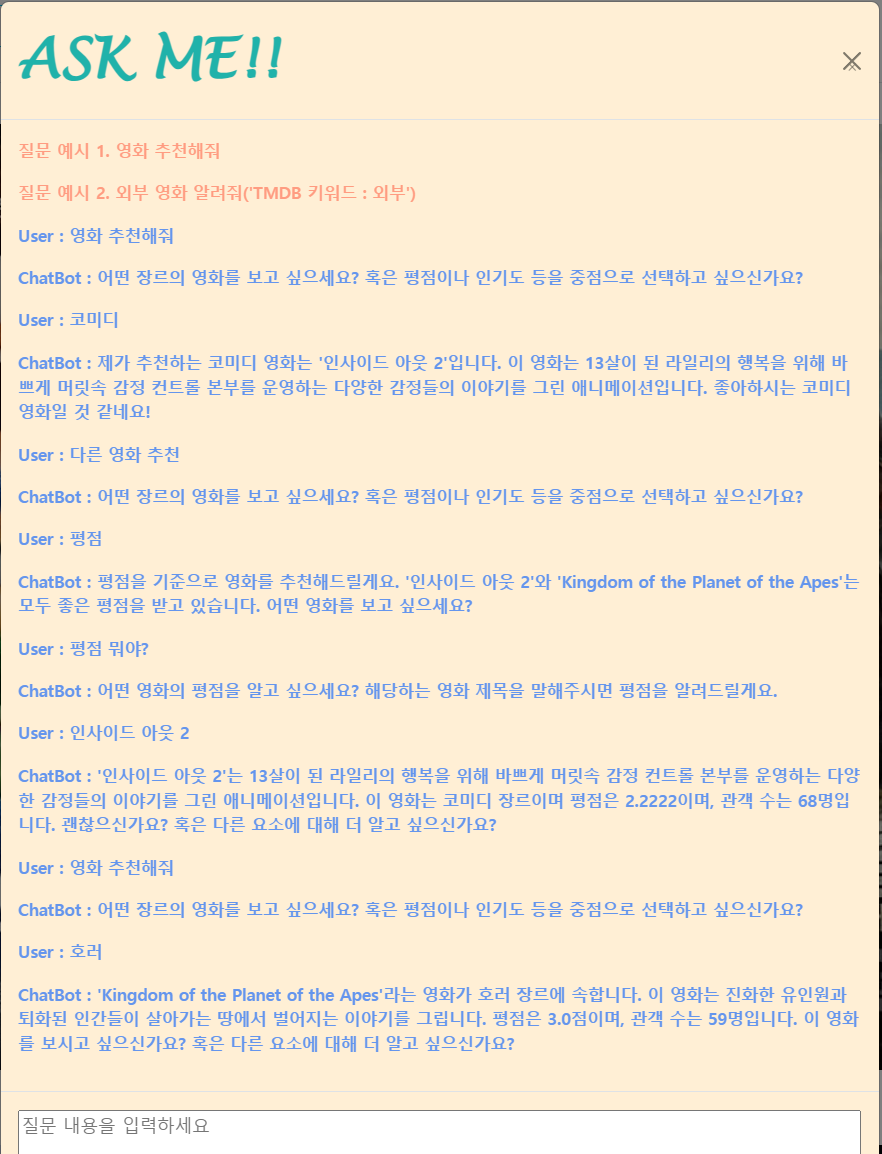 ASK ME!!
질문 예시 1. 영화 추천해줘
질문 예시 2. 외부 영화 알려줘('TMDB 키워드 : 외부')
User : 영화 추천해줘
ChatBot : 어떤 장르의 영화를 보고 싶으세요? 혹은 평점이나 인기도 등을 중점으로 선택하고 싶으신가요?
User : 코미디
ChatBot : 제가 추천하는 코미디 영화는 '인사이드 아웃 2'입니다. 이 영화는 13살이 된 라일리의 행복을 위해 바
쁘게 머릿속 감정 컨트롤 본부를 운영하는 다양한 감정들의 이야기를 그린 애니메이션입니다. 좋아하시는 코미디
영화일 것 같네요!
User : 다른 영화 추천
ChatBot : 어떤 장르의 영화를 보고 싶으세요? 혹은 평점이나 인기도 등을 중점으로 선택하고 싶으신가요?
User : 평점
ChatBot : 평점을 기준으로 영화를 추천해드릴게요. '인사이드 아웃 2'와 'Kingdom of the Planet of the Apes'는
모두 좋은 평점을 받고 있습니다. 어떤 영화를 보고 싶으세요?
User : 평점 뭐야?
ChatBot : 어떤 영화의 평점을 알고 싶으세요? 해당하는 영화 제목을 말해주시면 평점을 알려드릴게요.
User : 인사이드 아웃 2
ChatBot : '인사이드 아웃 2'는 13살이 된 라일리의 행복을 위해 바쁘게 머릿속 감정 컨트롤 본부를 운영하는 다양
한 감정들의 이야기를 그린 애니메이션입니다. 이 영화는 코미디 장르이며 평점은 2.2222이며, 관객 수는 68명입
니다. 괜찮으신가요? 혹은 다른 요소에 대해 더 알고 싶으신가요?
User : 영화 추천해줘
ChatBot : 어떤 장르의 영화를 보고 싶으세요? 혹은 평점이나 인기도 등을 중점으로 선택하고 싶으신가요?
User : 호러
ChatBot : 'Kingdom of the Planet of the Apes'라는 영화가 호러 장르에 속합니다. 이 영화는 진화한 유인원과
퇴화된 인간들이 살아가는 땅에서 벌어지는 이야기를 그립니다. 평점은 3.0점이며, 관객 수는 59명입니다. 이 영화
를 보시고 싶으신가요? 혹은 다른 요소에 대해 더 알고 싶으신가요?
질문 내용을 입력하세요